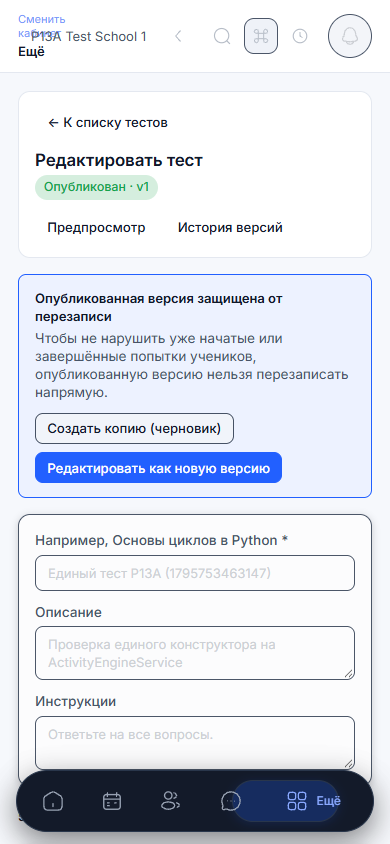 Сменить
кабинет
P13A Test School 1
Ещё
← К списку тестов
Редактировать тест
Опубликован · v1
Предпросмотр
История версий
Опубликованная версия защищена от
перезаписи
Чтобы не нарушить уже начатые или
завершённые попытки учеников,
опубликованную версию нельзя перезаписать
напрямую.
Создать копию (черновик)
Редактировать как новую версию
Например, Основы циклов в Python *
Единый тест P13A (1795753463147)
Описание
Проверка единого конструктора на
ActivityEngineService
Инструкции
Ответьте на все вопросы.
Ещё